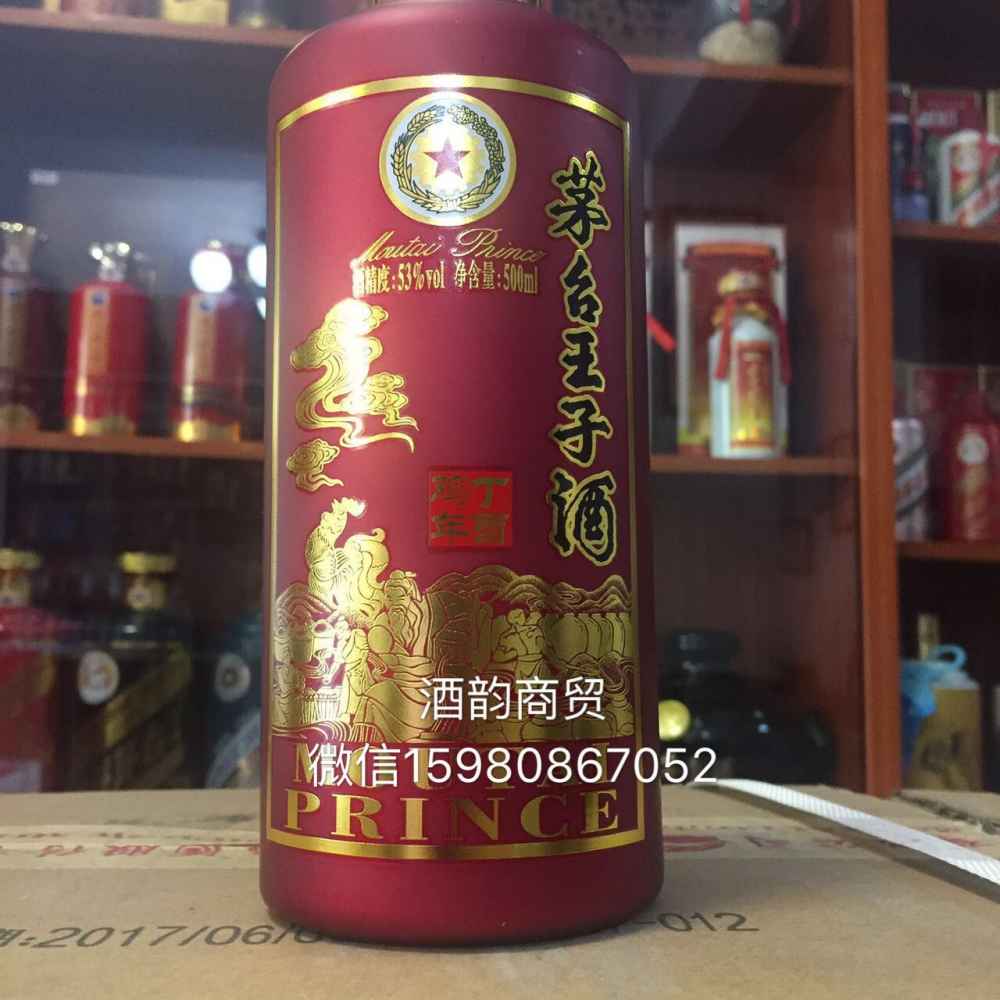 茅台王子酒
Moutai Prince
酒精度:53%vol 净含量:500ml
丁酉
鸡年
酒韵商贸
微信15980867052
MOUTAI
PRINCE
:2017/06/
-012